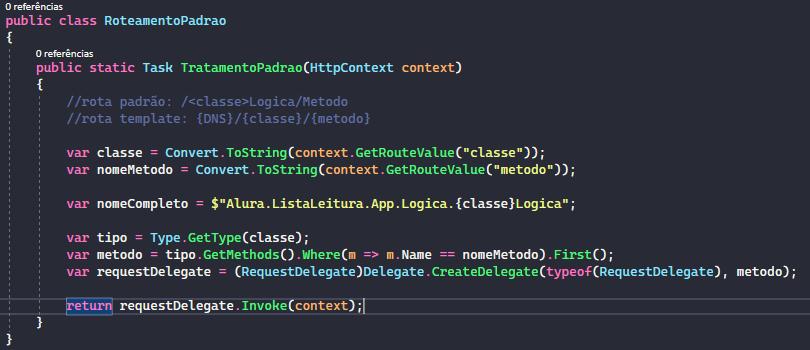 0 referências
public class RoteamentoPadrao
{
0 referências
public static Task TratamentoPadrao(HttpContext context)
{
//rota padrão: /<classe>Logica/Metodo
//rota template: {DNS}/{classe}/{metodo}
var classe = Convert.ToString(context.GetRouteValue("classe"));
var nomeMetodo = Convert.ToString(context.GetRouteValue("metodo"));
var nomeCompleto = $"Alura.ListaLeitura.App.Logica.{classe}Logica";
var tipo = Type.GetType(classe);
var metodo = tipo.GetMethods().Where(m => m.Name == nomeMetodo).First();
var requestDelegate = (RequestDelegate)Delegate.CreateDelegate(typeof(RequestDelegate), metodo);
return requestDelegate.Invoke(context);
}
}